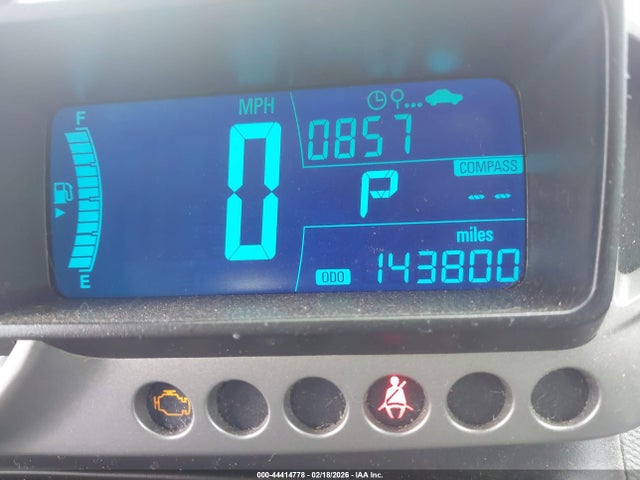 F
MPH
0857
COMPASS
0
P
--
miles
E
ODO
143800
000-44414778 - 02/18/2026 - IAA Inc.